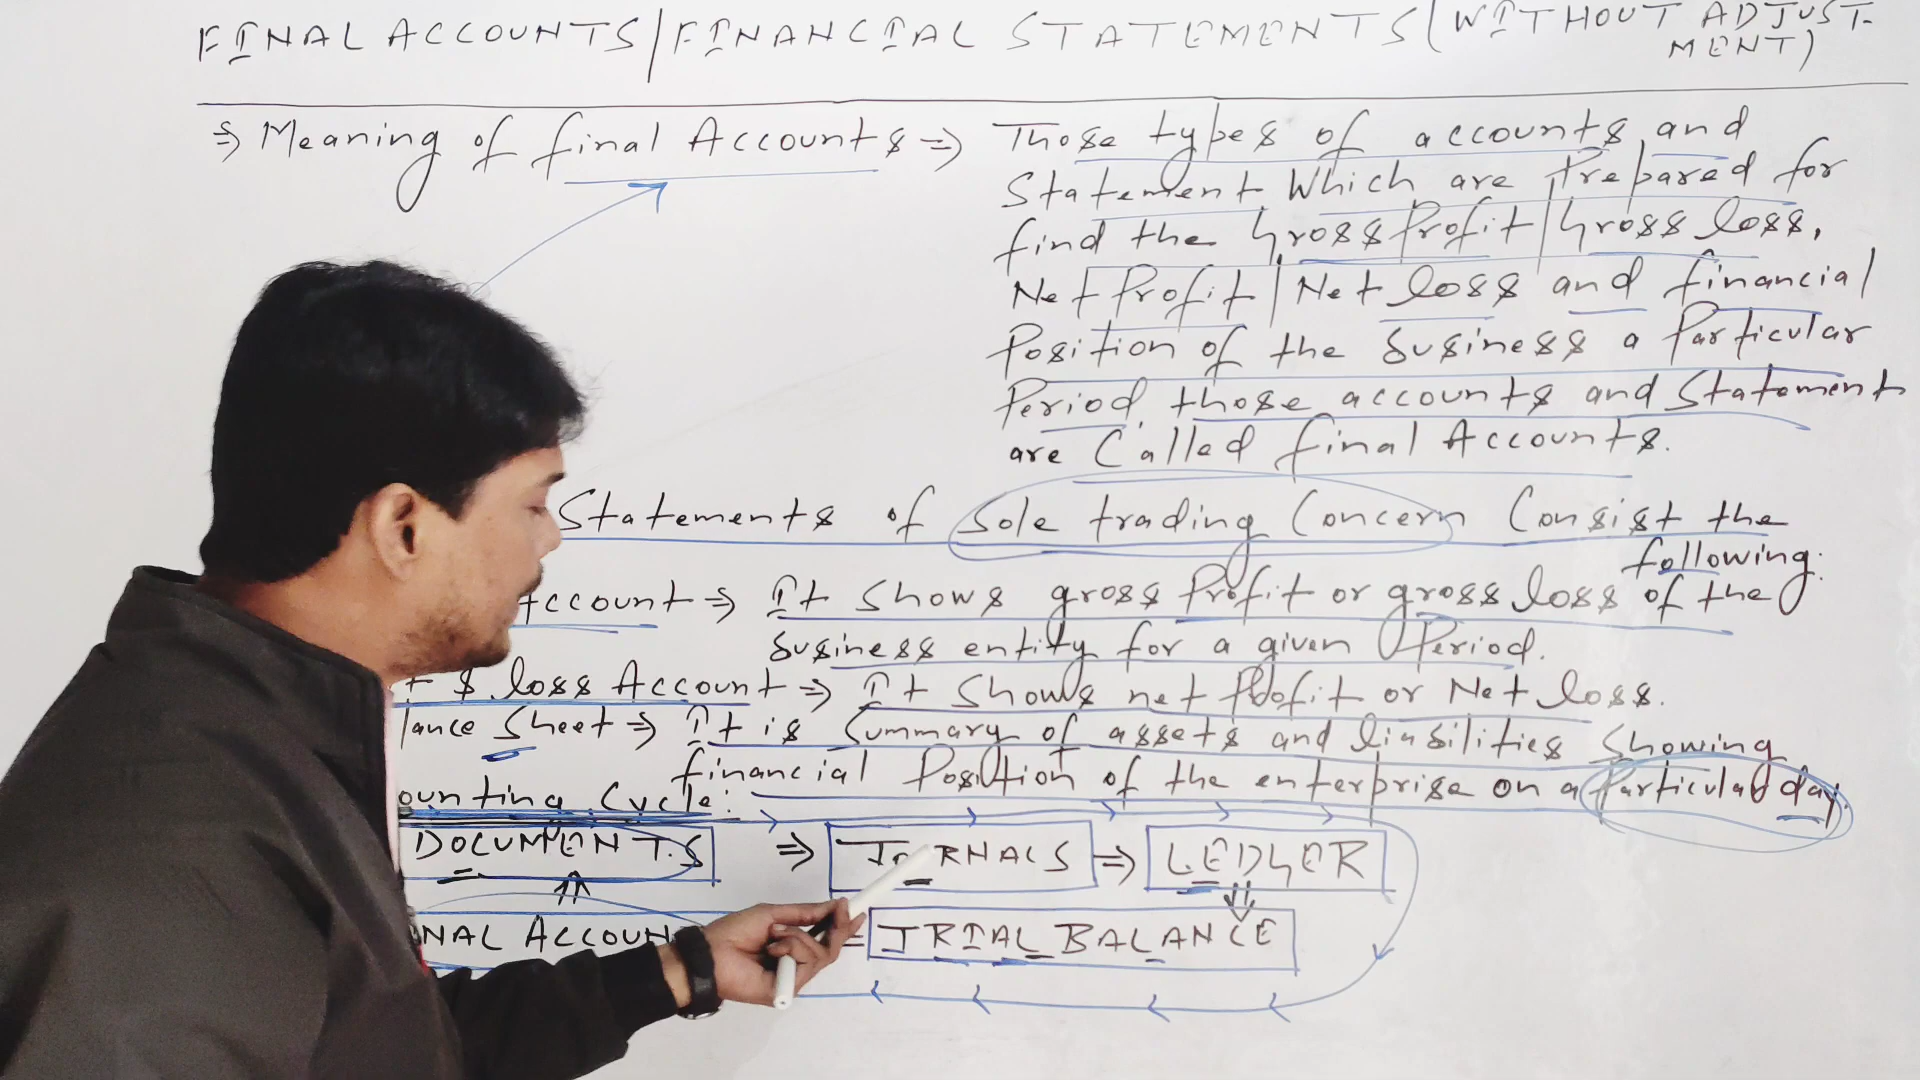 FINAL ACCOUNTS/FINANCIAL STATEMENTS (WITHOUT ADJUST-
MENT)
⇒ Meaning of final Accounts ⇒ Those types of accounts and
Statement Which are Prepared for
find the Gross Profit/Gross loss,
Net Profit/Net loss and financial
Position of the Business a Particular
Period those accounts and Statement
are Called final Accounts.
Statements of Sole trading Concern Consist the
following:
Account ⇒ It Shows gross Profit or gross loss of the
Business entity for a given Period.
t & loss Account ⇒ It Shows net Profit or Net loss.
lance Sheet ⇒ It is Summary of assets and liabilities Showing
financial Position of the enterprise on a Particular day.
ounting Cycle:
DOCUMENTS ⇒ JRNALS ⇒ LEDGER
NAL ACCOUN = TRIAL BALANCE